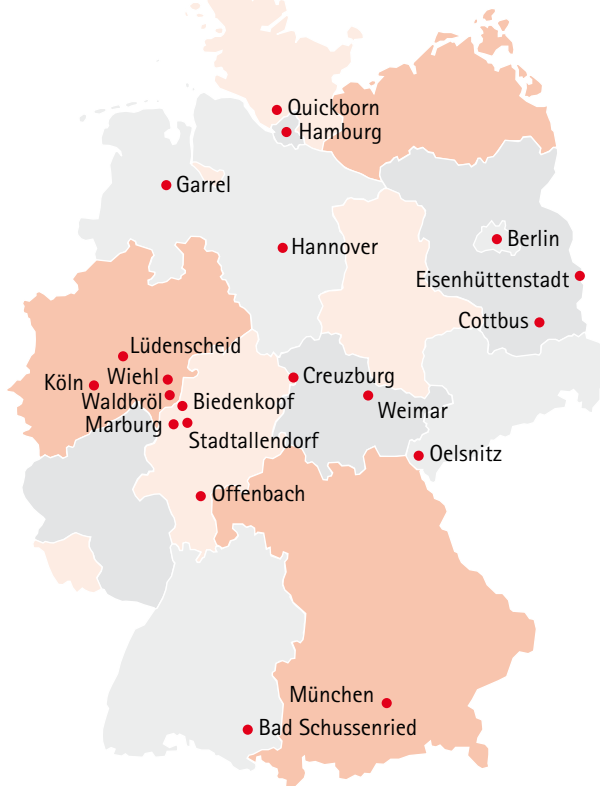 Quickborn
Hamburg
Garrel
Berlin
Hannover
Eisenhüttenstadt
Cottbus
Lüdenscheid
Köln
Wiehl
Creuzburg
Waldbröl
Biedenkopf
Weimar
Marburg
Stadtallendorf
Oelsnitz
Offenbach
München
Bad Schussenried